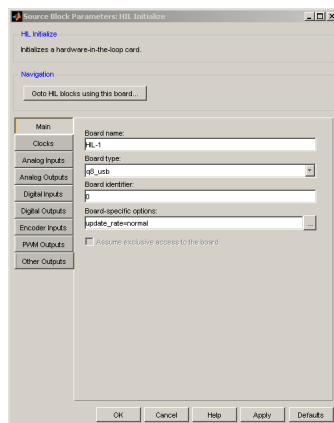 Source Block Parameters: HIL Initialize
HIL Initialize
Initializes a hardware-in-the-loop card.
Navigation
Goto HIL blocks using this board...
Main
Clocks
Analog Inputs
Analog Outputs
Digital Inputs
Digital Outputs
Encoder Inputs
PWM Outputs
Other Outputs
Board name:
HIL-1
Board type:
q8_usb
Board identifier:
0
Board-specific options:
update_rate=normal
...
Assume exclusive access to the board
OK
Cancel
Help
Apply
Defaults